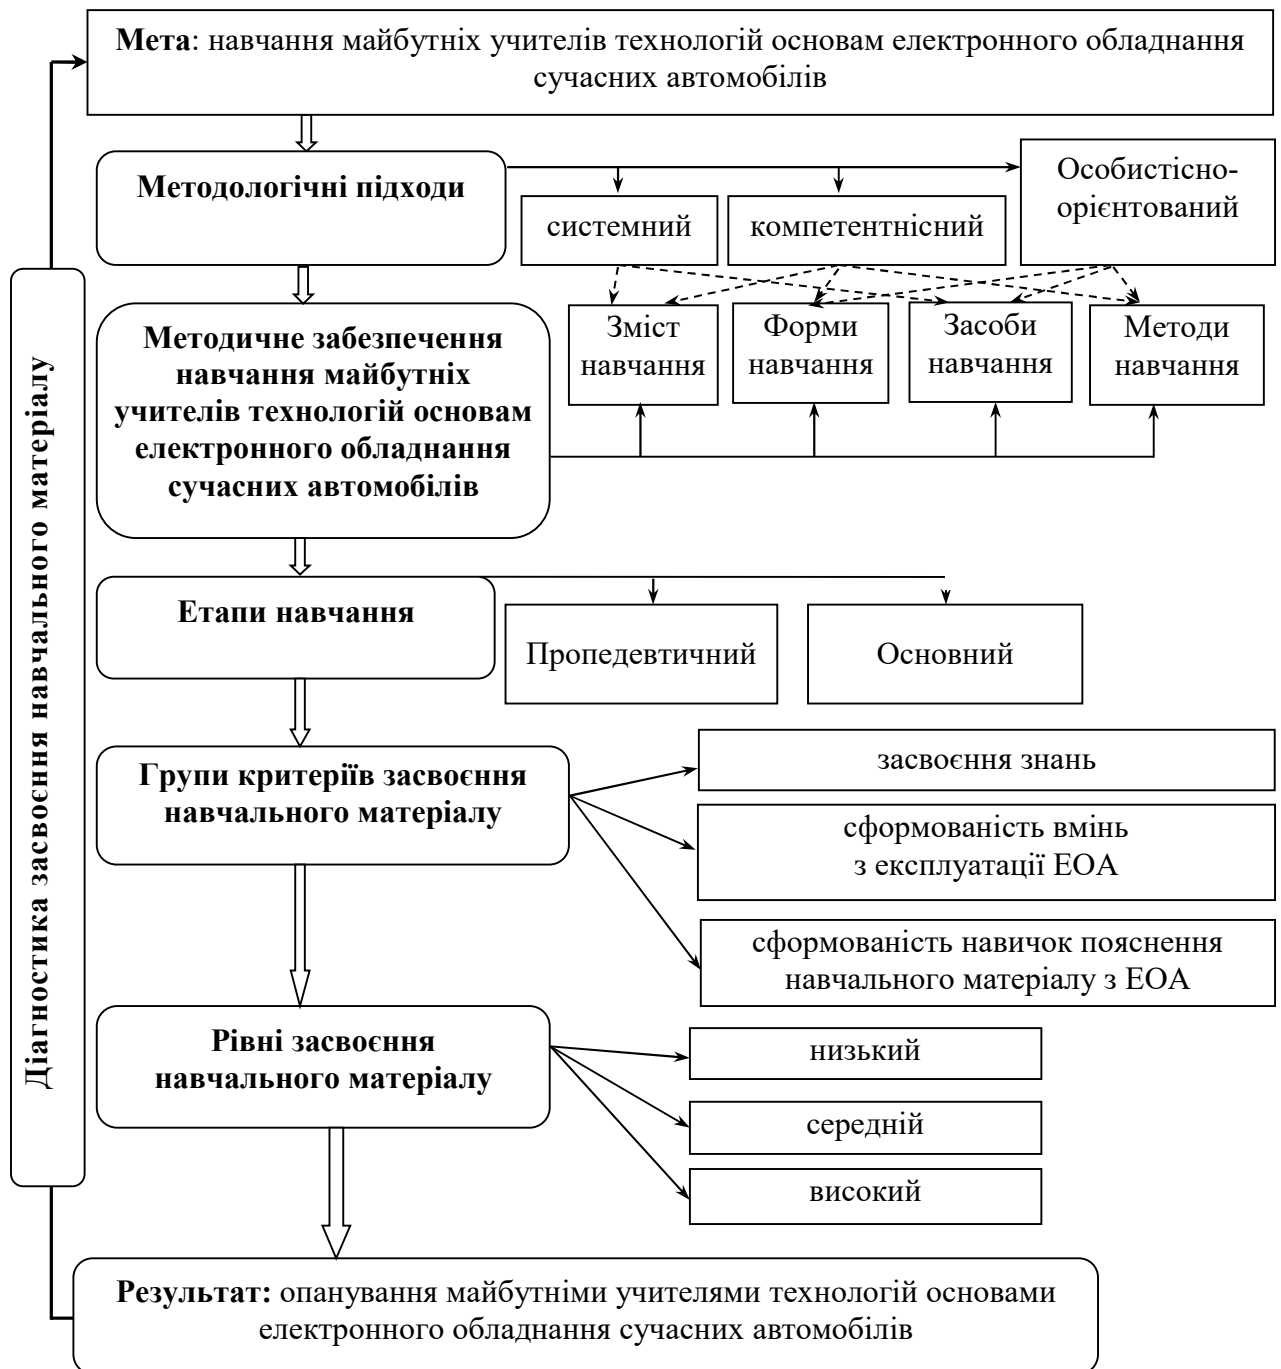 Мета: навчання майбутніх учителів технологій основам електронного обладнання
сучасних автомобілів
Методологічні підходи
системний
компетентнісний
Особистісно-
орієнтований
Методичне забезпечення
навчання майбутніх
учителів технологій основам
електронного обладнання
сучасних автомобілів
Зміст
навчання
Форми
навчання
Засоби
навчання
Методи
навчання
Етапи навчання
Пропедевтичний
Основний
Групи критеріїв засвоєння
навчального матеріалу
засвоєння знань
сформованість вмінь
з експлуатації ЕОА
сформованість навичок пояснення
навчального матеріалу з ЕОА
Рівні засвоєння
навчального матеріалу
низький
середній
високий
Результат: опанування майбутніми учителями технологій основами
електронного обладнання сучасних автомобілів
Діагностика засвоєння навчального матеріалу